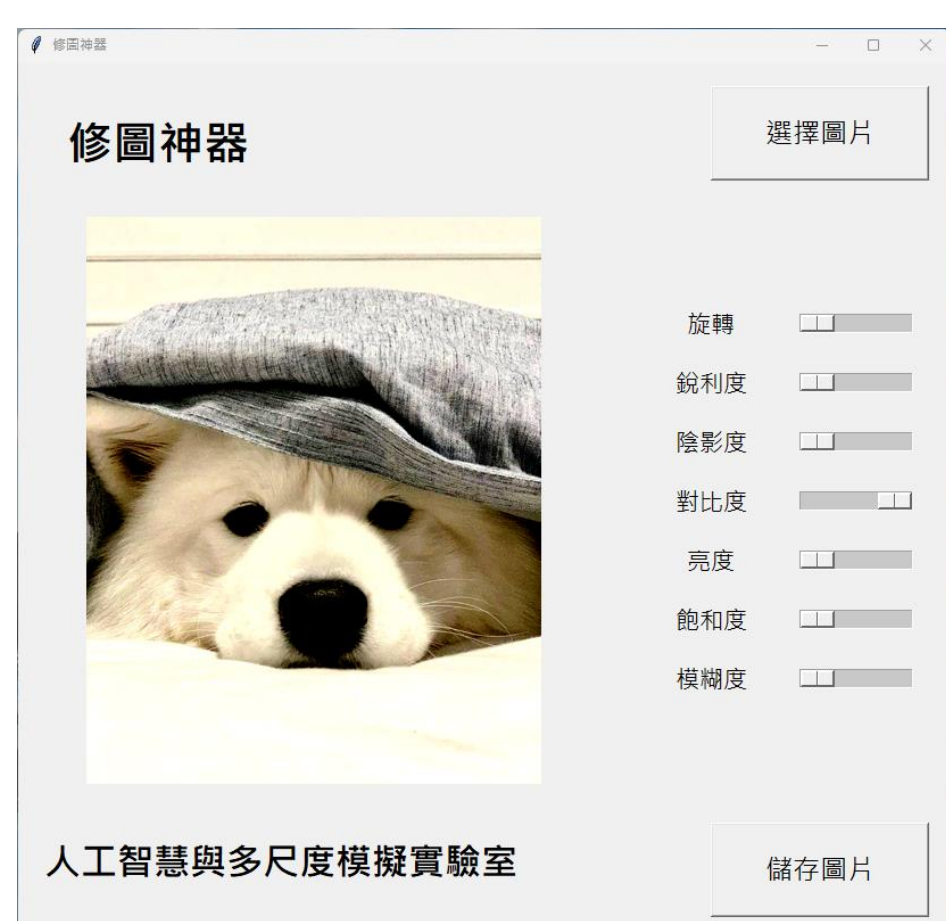 修圖神器
修圖神器
選擇圖片
旋轉
銳利度
陰影度
對比度
亮度
飽和度
模糊度
人工智慧與多尺度模擬實驗室
儲存圖片